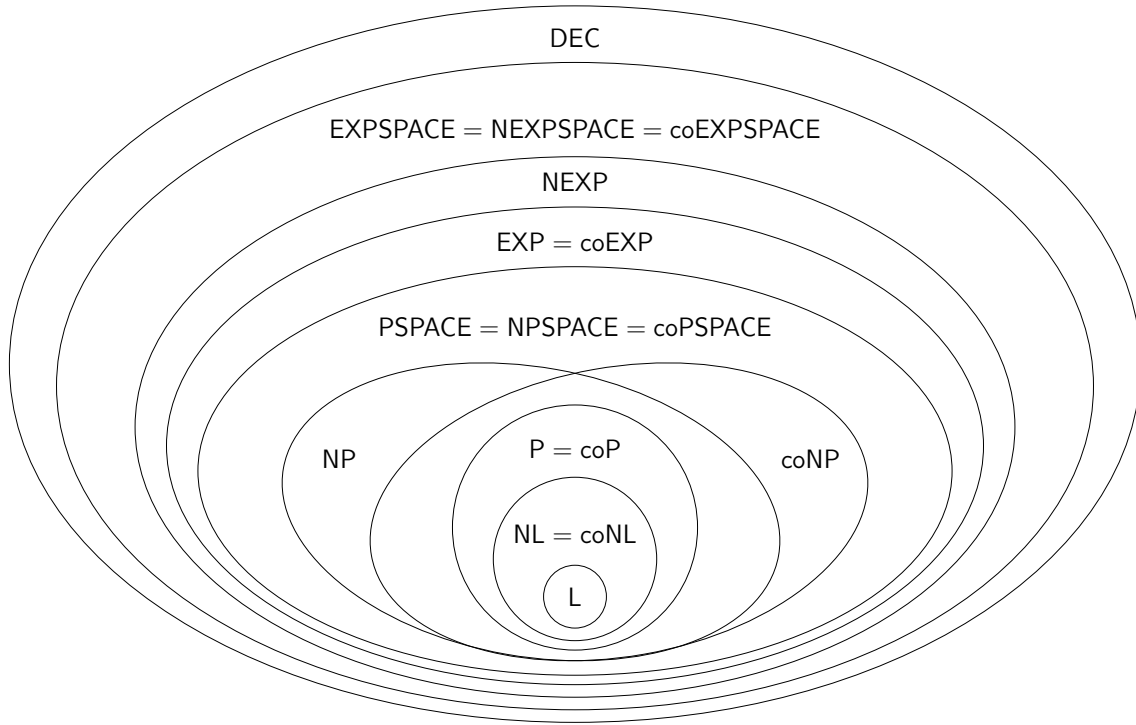 DEC
EXPSPACE = NEXPSPACE = coEXPSPACE
NEXP
EXP = coEXP
PSPACE = NPSPACE = coPSPACE
P = coP
NP
coNP
NL = coNL
L